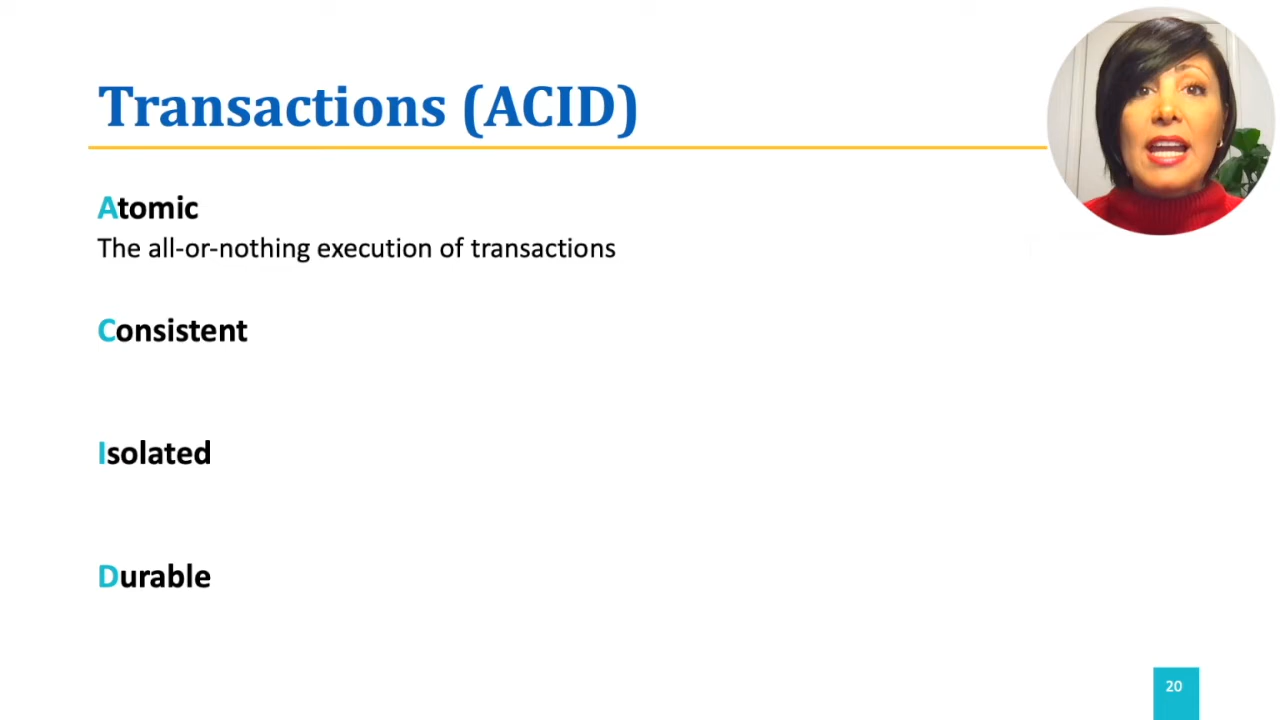 Transactions (ACID)
Atomic
The all-or-nothing execution of transactions
Consistent
Isolated
Durable
20